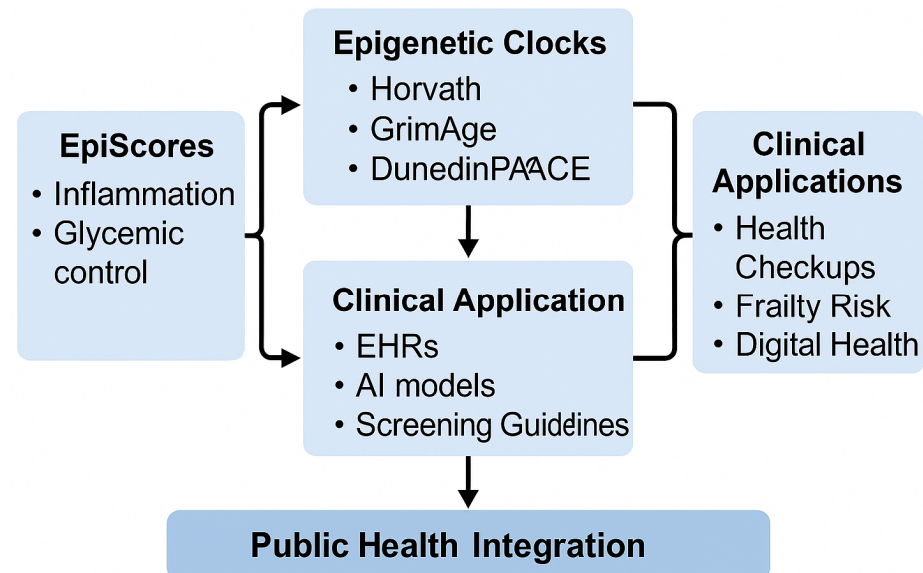 EpiScores
• Inflammation
• Glycemic
control
Epigenetic Clocks
• Horvath
• GrimAge
• DunedinPAACE
Clinical Application
• EHRs
• AI models
• Screening Guidelines
Clinical
Applications
• Health
Checkups
• Frailty Risk
• Digital Health
Public Health Integration